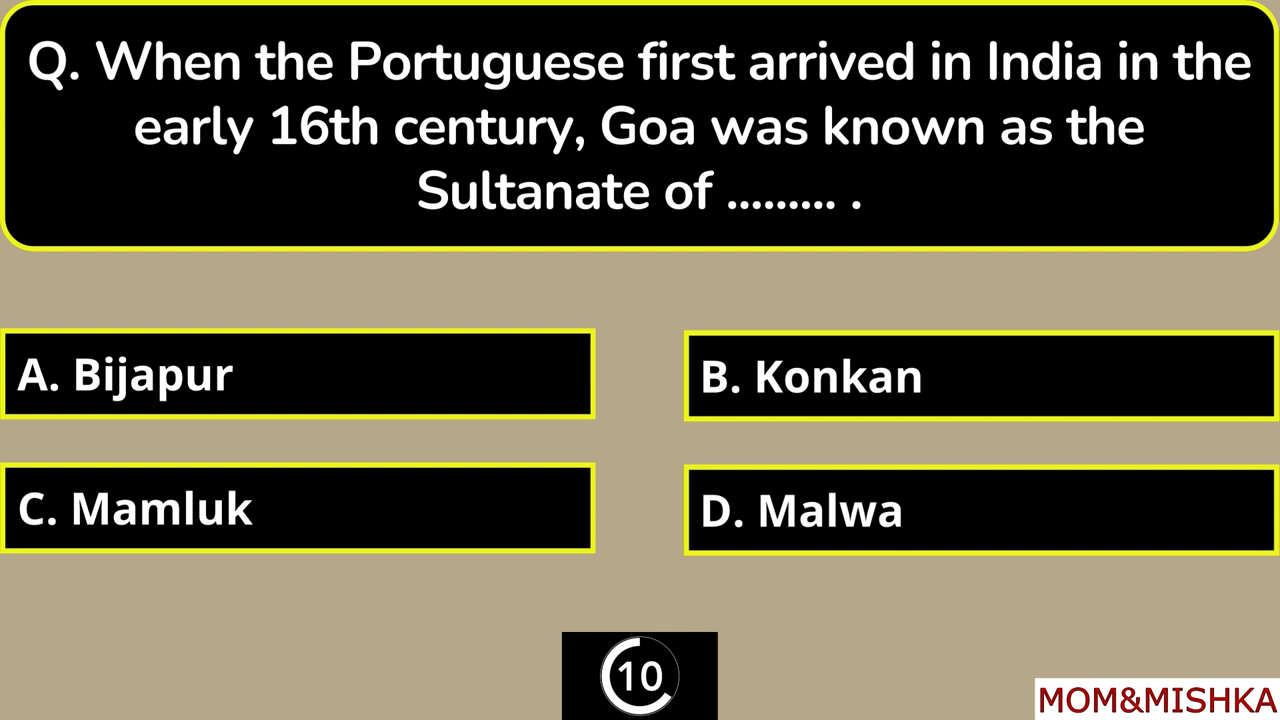 Q. When the Portuguese first arrived in India in the
early 16th century, Goa was known as the
Sultanate of ......... .
A. Bijapur
B. Konkan
C. Mamluk
D. Malwa
10
MOM&MISHKA